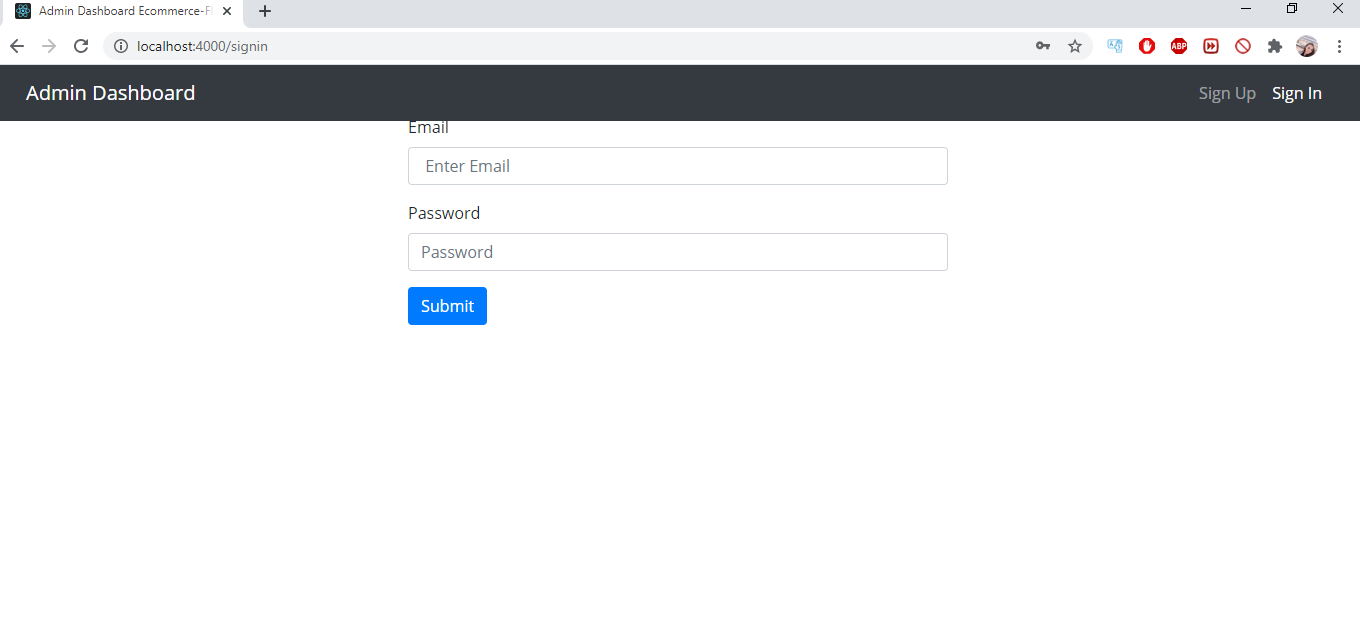 Admin Dashboard Ecommerce-Fl
localhost:4000/signin
ABP
Admin Dashboard
Sign Up
Sign In
Email
Enter Email
Password
Password
Submit